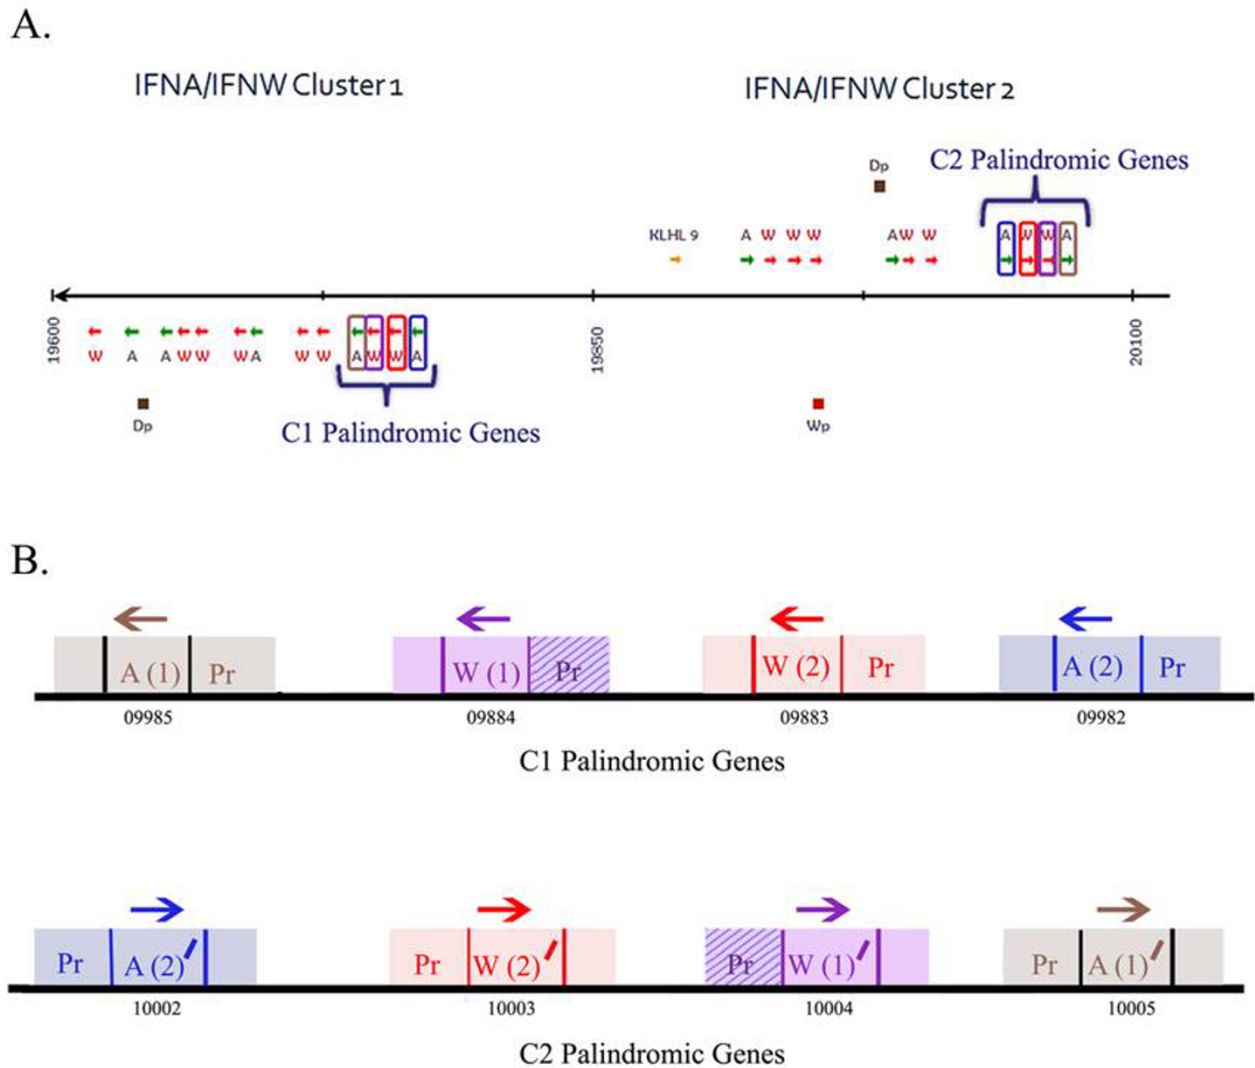 A.
IFNA/IFNW Cluster 1
IFNA/IFNW Cluster 2
C2 Palindromic Genes
Dp
KLHL 9 A W W W A W W A W W A
19600 19850 20100
W A A W W W A W W A W W A
Dp
C1 Palindromic Genes
Wp
B.
A (1) Pr W (1) Pr W (2) Pr A (2) Pr
09985 09884 09883 09982
C1 Palindromic Genes
Pr A (2)′ Pr W (2)′ Pr W (1)′ Pr A (1)′
10002 10003 10004 10005
C2 Palindromic Genes